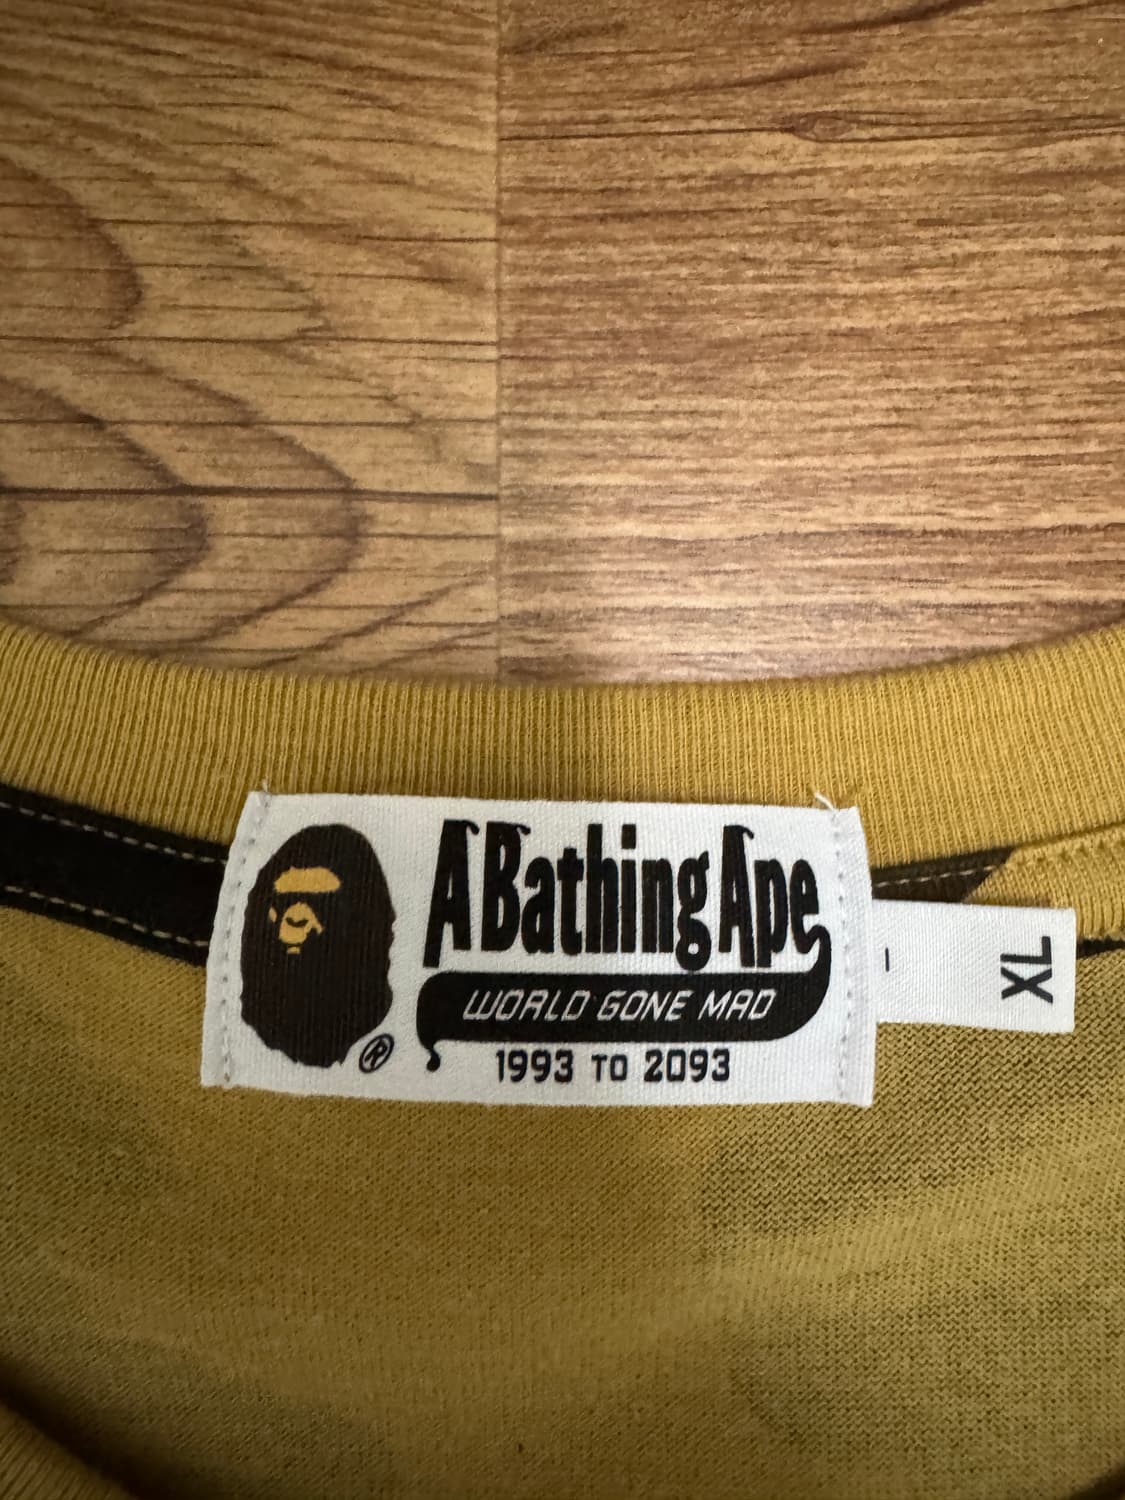 A Bathing Ape
WORLD GONE MAD
1993 TO 2093
®
XL